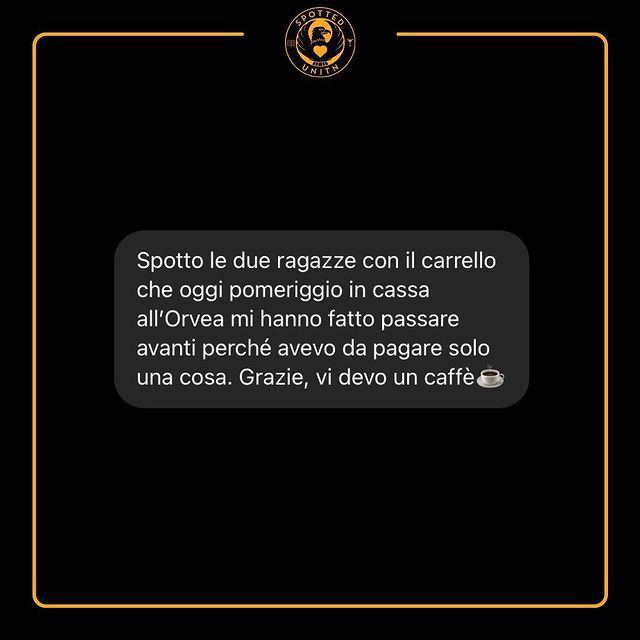 SPOTTED
UNITN
Spotto le due ragazze con il carrello
che oggi pomeriggio in cassa
all’Orvea mi hanno fatto passare
avanti perché avevo da pagare solo
una cosa. Grazie, vi devo un caffè☕